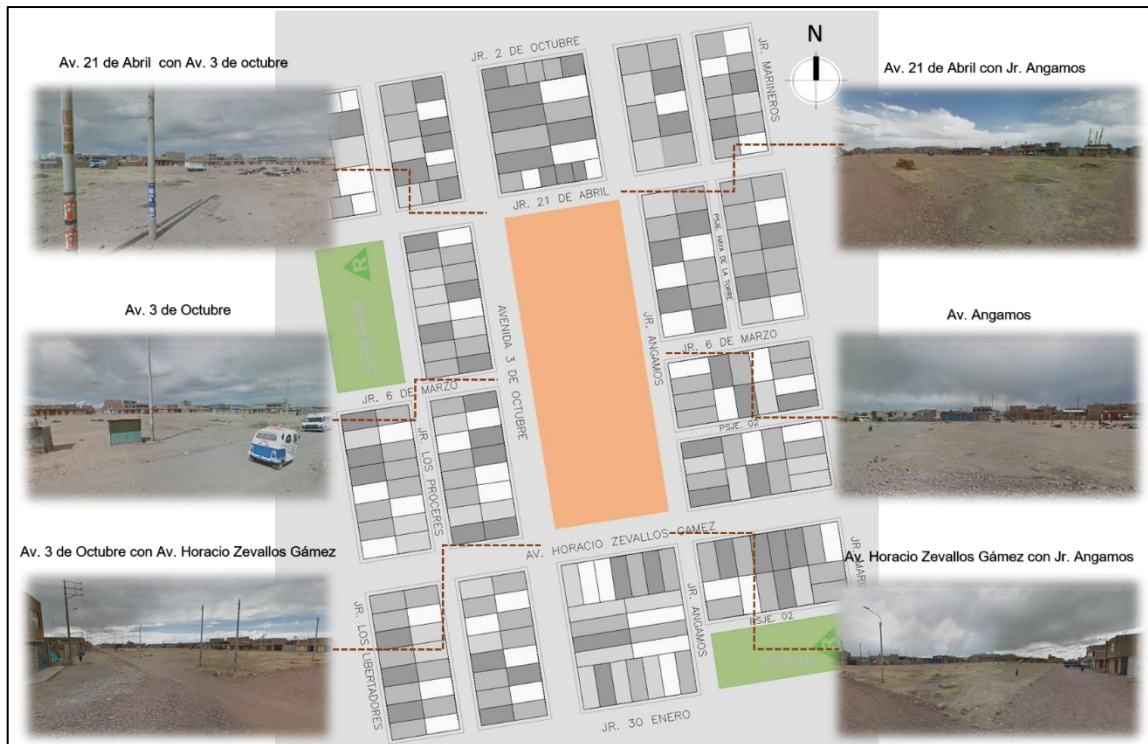 Av. 21 de Abril con Av. 3 de octubre
JR. 2 DE OCTUBRE
JR. MARINEROS
N
Av. 21 de Abril con Jr. Angamos
JR. 21 DE ABRIL
PSJE. HAYA DE LA TORRE
SERPAR
R
Av. 3 de Octubre
AVENIDA 3 DE OCTUBRE
JR. ANGAMOS
JR. 6 DE MARZO
Av. Angamos
JR. 6 DE MARZO
PSJE. 02
JR. LOS PROCERES
Av. 3 de Octubre con Av. Horacio Zevallos Gámez
AV. HORACIO ZEVALLOS GAMEZ
Av. Horacio Zevallos Gámez con Jr. Angamos
JR. MARI
JR. LOS LIBERTADORES
JR. ANGAMOS
PSJE. 02
SERPAR
R
JR. 30 ENERO